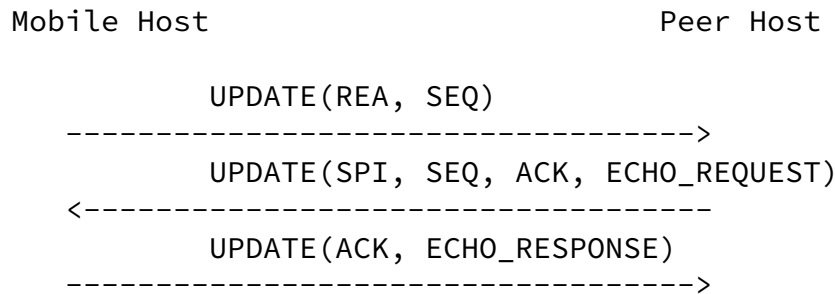 Mobile Host Peer Host
UPDATE(REA, SEQ)
----------------------------------->
UPDATE(SPI, SEQ, ACK, ECHO_REQUEST)
<-----------------------------------
UPDATE(ACK, ECHO_RESPONSE)
----------------------------------->